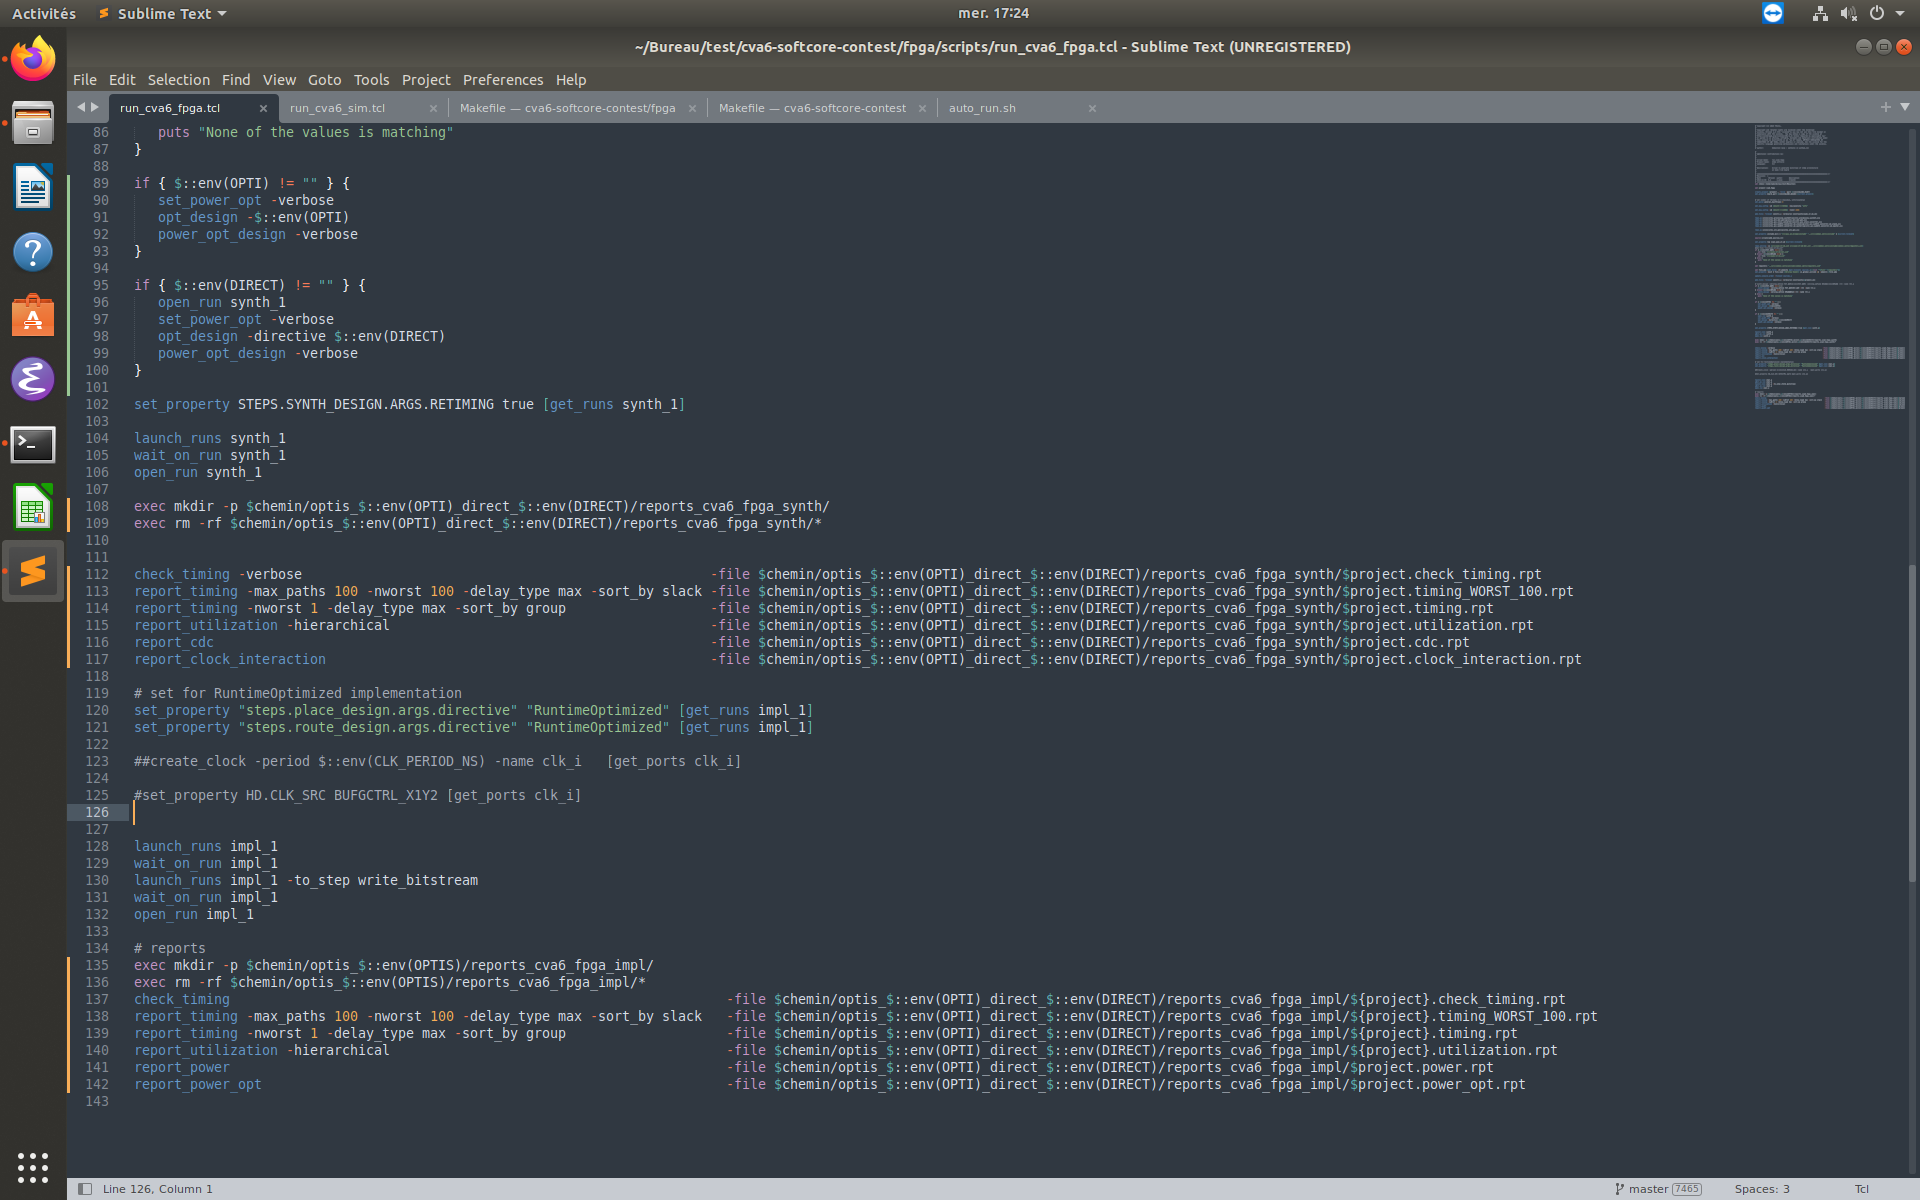 Activités
Sublime Text
mer. 17:24
~/Bureau/test/cva6-softcore-contest/fpga/scripts/run_cva6_fpga.tcl - Sublime Text (UNREGISTERED)
File Edit Selection Find View Goto Tools Project Preferences Help
run_cva6_fpga.tcl
run_cva6_sim.tcl
Makefile — cva6-softcore-contest/fpga
Makefile — cva6-softcore-contest
auto_run.sh
86 puts "None of the values is matching"
87 }
88
89 if { $::env(OPTI) != "" } {
90 set_power_opt -verbose
91 opt_design -$::env(OPTI)
92 power_opt_design -verbose
93 }
94
95 if { $::env(DIRECT) != "" } {
96 open_run synth_1
97 set_power_opt -verbose
98 opt_design -directive $::env(DIRECT)
99 power_opt_design -verbose
100 }
101
102 set_property STEPS.SYNTH_DESIGN.ARGS.RETIMING true [get_runs synth_1]
103
104 launch_runs synth_1
105 wait_on_run synth_1
106 open_run synth_1
107
108 exec mkdir -p $chemin/optis_$::env(OPTI)_direct_$::env(DIRECT)/reports_cva6_fpga_synth/
109 exec rm -rf $chemin/optis_$::env(OPTI)_direct_$::env(DIRECT)/reports_cva6_fpga_synth/*
110
111
112 check_timing -verbose -file $chemin/optis_$::env(OPTI)_direct_$::env(DIRECT)/reports_cva6_fpga_synth/$project.check_timing.rpt
113 report_timing -max_paths 100 -nworst 100 -delay_type max -sort_by slack -file $chemin/optis_$::env(OPTI)_direct_$::env(DIRECT)/reports_cva6_fpga_synth/$project.timing_WORST_100.rpt
114 report_timing -nworst 1 -delay_type max -sort_by group -file $chemin/optis_$::env(OPTI)_direct_$::env(DIRECT)/reports_cva6_fpga_synth/$project.timing.rpt
115 report_utilization -hierarchical -file $chemin/optis_$::env(OPTI)_direct_$::env(DIRECT)/reports_cva6_fpga_synth/$project.utilization.rpt
116 report_cdc -file $chemin/optis_$::env(OPTI)_direct_$::env(DIRECT)/reports_cva6_fpga_synth/$project.cdc.rpt
117 report_clock_interaction -file $chemin/optis_$::env(OPTI)_direct_$::env(DIRECT)/reports_cva6_fpga_synth/$project.clock_interaction.rpt
118
119 # set for RuntimeOptimized implementation
120 set_property "steps.place_design.args.directive" "RuntimeOptimized" [get_runs impl_1]
121 set_property "steps.route_design.args.directive" "RuntimeOptimized" [get_runs impl_1]
122
123 ##create_clock -period $::env(CLK_PERIOD_NS) -name clk_i [get_ports clk_i]
124
125 #set_property HD.CLK_SRC BUFGCTRL_X1Y2 [get_ports clk_i]
126
127
128 launch_runs impl_1
129 wait_on_run impl_1
130 launch_runs impl_1 -to_step write_bitstream
131 wait_on_run impl_1
132 open_run impl_1
133
134 # reports
135 exec mkdir -p $chemin/optis_$::env(OPTIS)/reports_cva6_fpga_impl/
136 exec rm -rf $chemin/optis_$::env(OPTIS)/reports_cva6_fpga_impl/*
137 check_timing -file $chemin/optis_$::env(OPTI)_direct_$::env(DIRECT)/reports_cva6_fpga_impl/${project}.check_timing.rpt
138 report_timing -max_paths 100 -nworst 100 -delay_type max -sort_by slack -file $chemin/optis_$::env(OPTI)_direct_$::env(DIRECT)/reports_cva6_fpga_impl/${project}.timing_WORST_100.rpt
139 report_timing -nworst 1 -delay_type max -sort_by group -file $chemin/optis_$::env(OPTI)_direct_$::env(DIRECT)/reports_cva6_fpga_impl/${project}.timing.rpt
140 report_utilization -hierarchical -file $chemin/optis_$::env(OPTI)_direct_$::env(DIRECT)/reports_cva6_fpga_impl/${project}.utilization.rpt
141 report_power -file $chemin/optis_$::env(OPTI)_direct_$::env(DIRECT)/reports_cva6_fpga_impl/$project.power.rpt
142 report_power_opt -file $chemin/optis_$::env(OPTI)_direct_$::env(DIRECT)/reports_cva6_fpga_impl/$project.power_opt.rpt
143
Line 126, Column 1
master 7465
Spaces: 3
Tcl